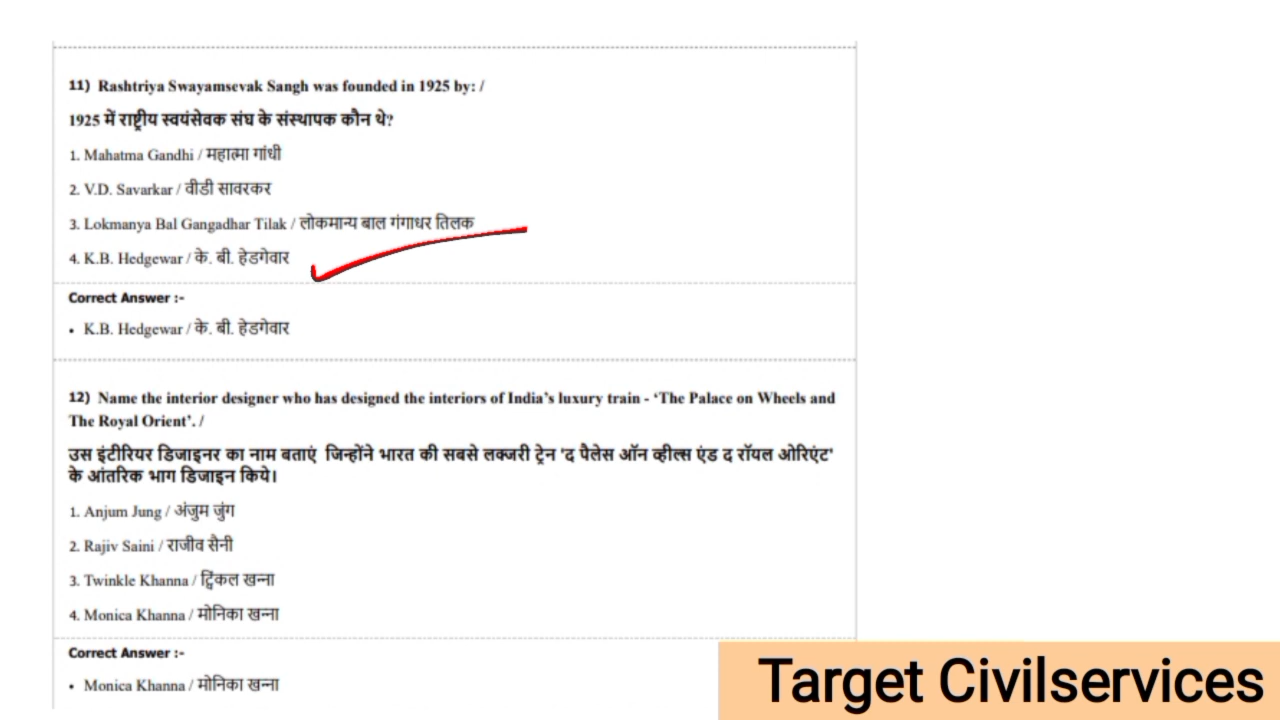 11) Rashtriya Swayamsevak Sangh was founded in 1925 by: /
1925 में राष्ट्रीय स्वयंसेवक संघ के संस्थापक कौन थे?
1. Mahatma Gandhi / महात्मा गांधी
2. V.D. Savarkar / वीडी सावरकर
3. Lokmanya Bal Gangadhar Tilak / लोकमान्य बाल गंगाधर तिलक
4. K.B. Hedgewar / के. बी. हेडगेवार
Correct Answer :-
• K.B. Hedgewar / के. बी. हेडगेवार
12) Name the interior designer who has designed the interiors of India’s luxury train - ‘The Palace on Wheels and
The Royal Orient’. /
उस इंटीरियर डिजाइनर का नाम बताएं जिन्होंने भारत की सबसे लक्जरी ट्रेन 'द पैलेस ऑन व्हील्स एंड द रॉयल ओरिएंट'
के आंतरिक भाग डिजाइन किये।
1. Anjum Jung / अंजुम जुंग
2. Rajiv Saini / राजीव सैनी
3. Twinkle Khanna / ट्विंकल खन्ना
4. Monica Khanna / मोनिका खन्ना
Correct Answer :-
• Monica Khanna / मोनिका खन्ना
Target Civilservices